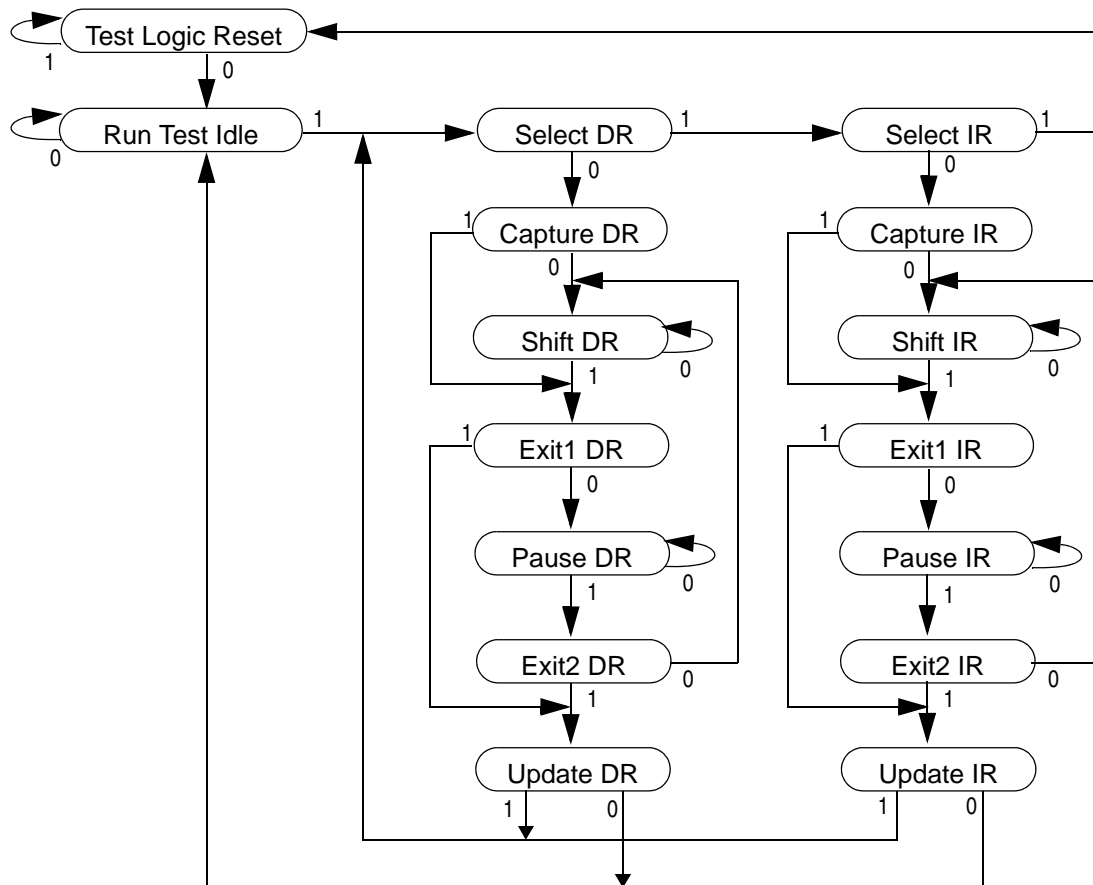 Test Logic Reset
1
0
Run Test Idle
1
Select DR
1
Select IR
1
0
0
0
1
Capture DR
1
Capture IR
0
0
Shift DR
Shift IR
0
0
1
1
1
Exit1 DR
1
Exit1 IR
0
0
Pause DR
Pause IR
0
0
1
1
Exit2 DR
Exit2 IR
0
0
1
1
Update DR
Update IR
1
0
1
0